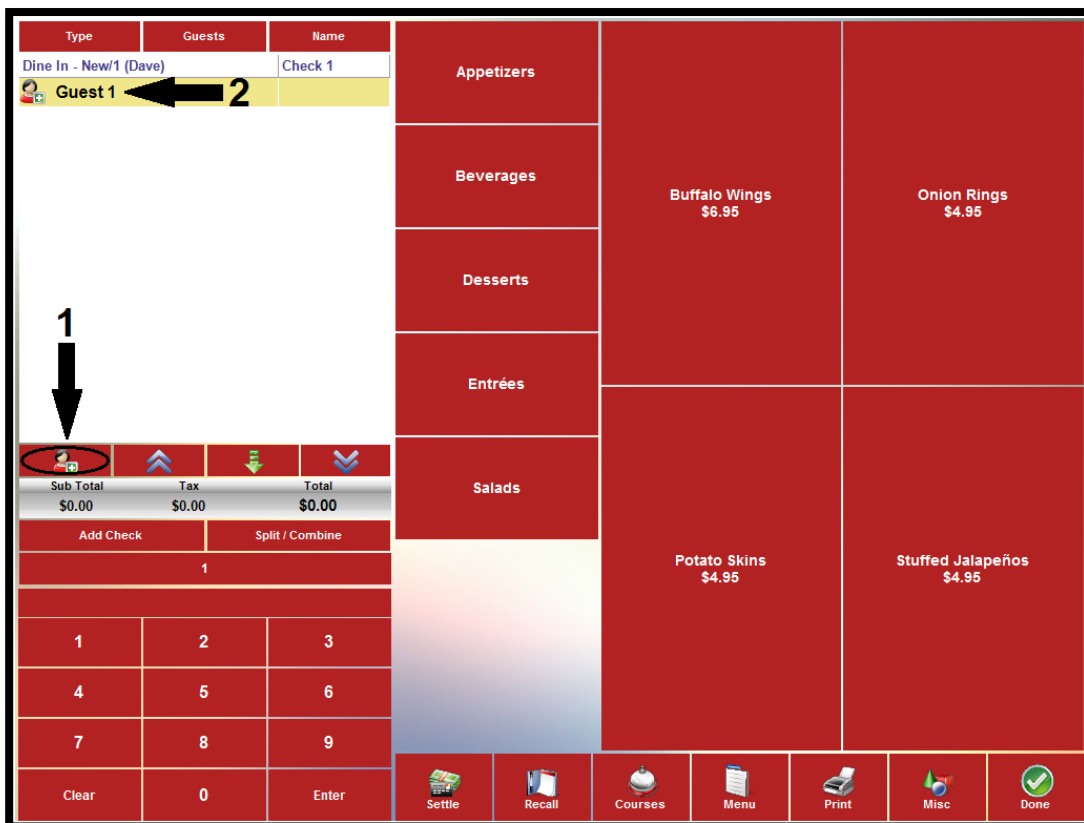 Type Guests Name
Dine In - New/1 (Dave) Check 1
Guest 1 2
1
Sub Total Tax Total
$0.00 $0.00 $0.00
Add Check Split / Combine
1
1 2 3
4 5 6
7 8 9
Clear 0 Enter
Appetizers
Beverages
Desserts
Entrées
Salads
Buffalo Wings
$6.95
Onion Rings
$4.95
Potato Skins
$4.95
Stuffed Jalapeños
$4.95
Settle Recall Courses Menu Print Misc Done